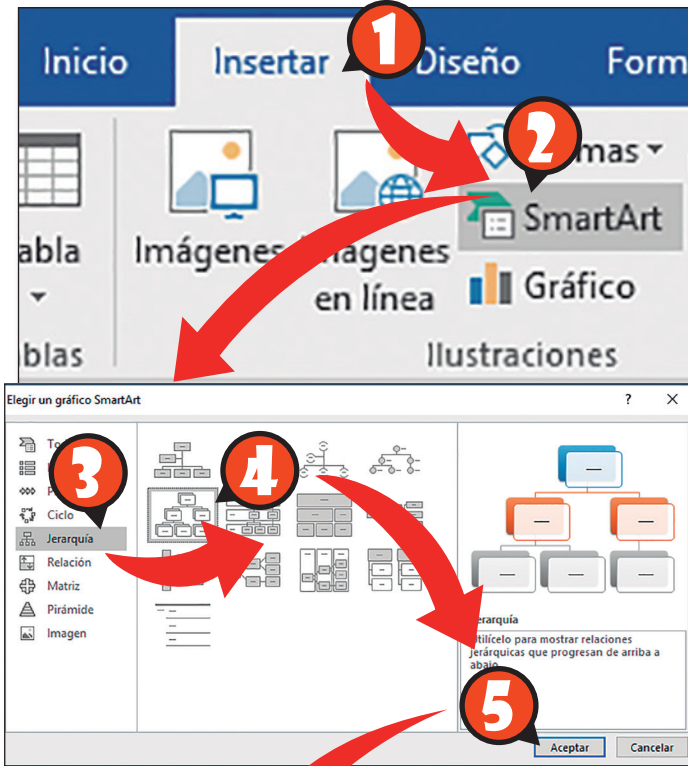 Inicio
Insertar
1
Diseño
Form
2
mas
abla
Imágenes
en línea
SmartArt
Gráfico
blas
Ilustraciones
Elegir un gráfico SmartArt
?
3
Ciclo
Jerarquía
Relación
Matriz
Pirámide
Imagen
4
erarquía
Utilícelo para mostrar relaciones
jerárquicas que progresan de arriba a
abajo
5
Aceptar
Cancelar